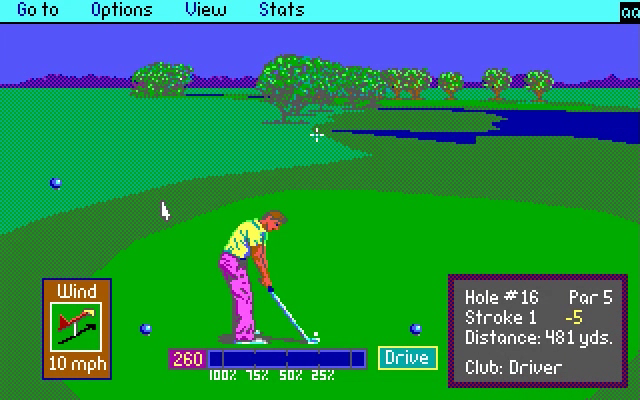 Go to Options View Stats
Wind
10 mph
260
100% 75% 50% 25%
Drive
Hole #16 Par 5
Stroke 1 -5
Distance: 481 yds.
Club: Driver